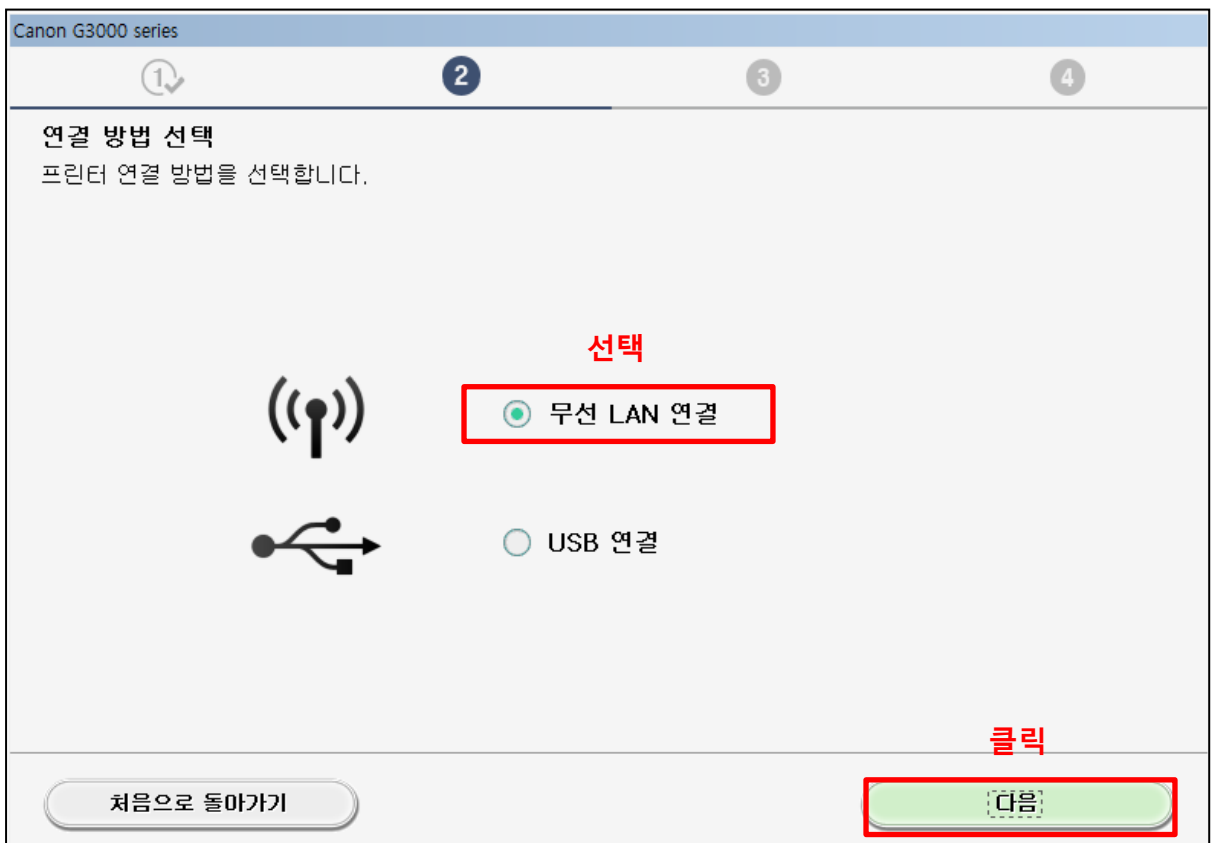 Canon G3000 series
1 2 3 4
연결 방법 선택
프린터 연결 방법을 선택합니다.
선택
무선 LAN 연결
USB 연결
클릭
처음으로 돌아가기 다음